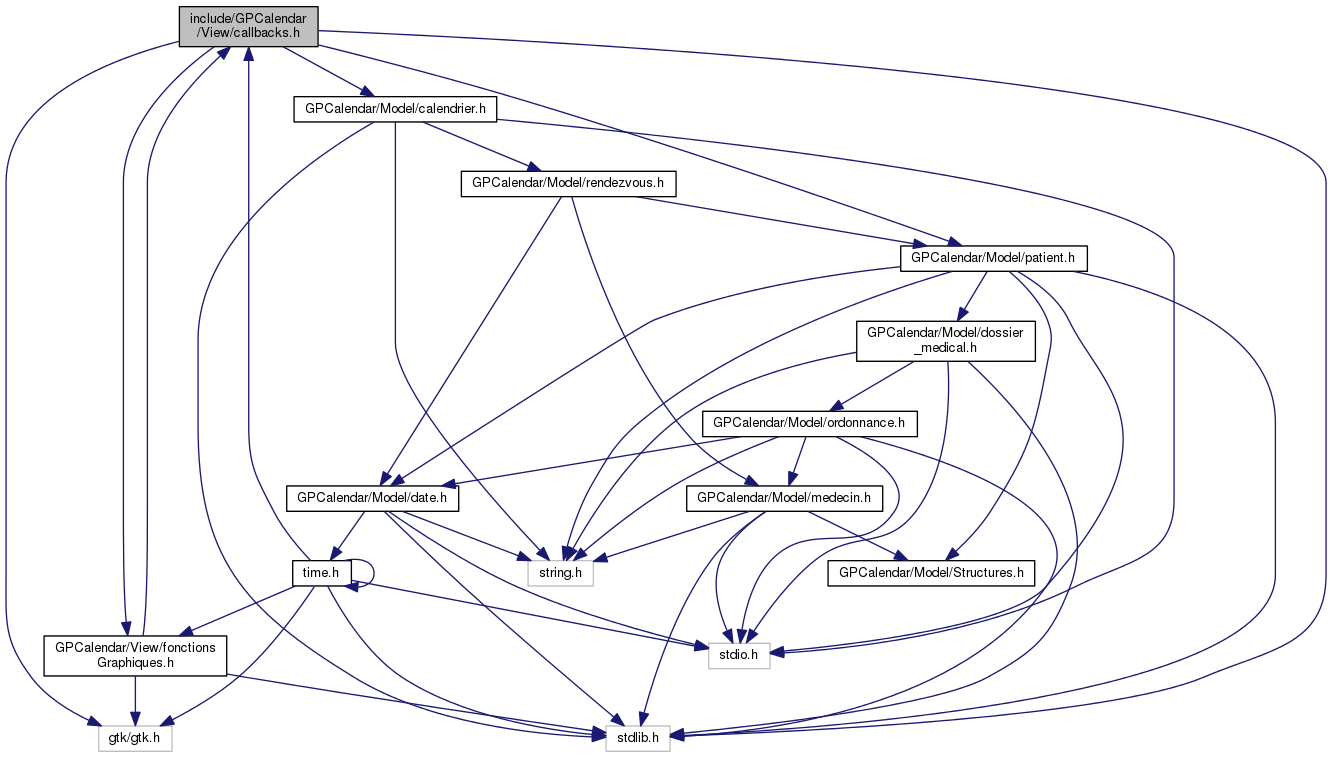 include/GPCalendar
/View/callbacks.h
GPCalendar/Model/calendrier.h
GPCalendar/Model/rendezvous.h
GPCalendar/Model/patient.h
GPCalendar/Model/dossier
_medical.h
GPCalendar/Model/ordonnance.h
GPCalendar/Model/date.h
GPCalendar/Model/medecin.h
time.h
string.h
GPCalendar/Model/Structures.h
GPCalendar/View/fonctions
Graphiques.h
stdio.h
gtk/gtk.h
stdlib.h